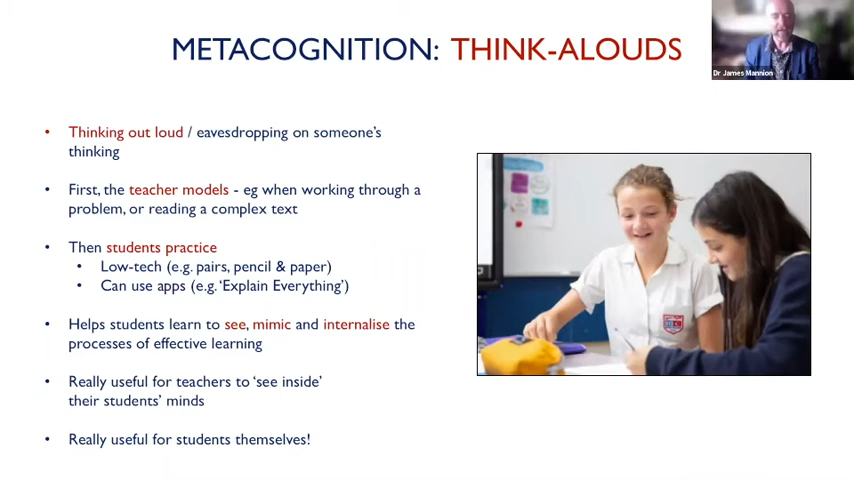 METACOGNITION: THINK-ALOUDS
Dr James Mannion
• Thinking out loud / eavesdropping on someone's
thinking
• First, the teacher models - eg when working through a
problem, or reading a complex text
• Then students practice
• Low-tech (e.g. pairs, pencil & paper)
• Can use apps (e.g. 'Explain Everything')
• Helps students learn to see, mimic and internalise the
processes of effective learning
• Really useful for teachers to 'see inside'
their students' minds
• Really useful for students themselves!